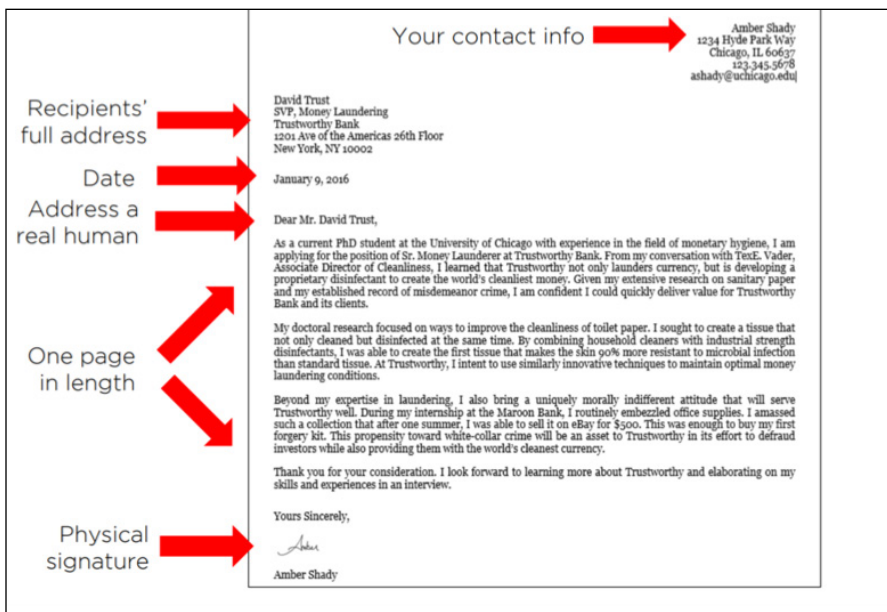 Your contact info
Amber Shady
1234 Hyde Park Way
Chicago, IL 60637
123.345.5678
ashady@uchicago.edu
Recipients'
full address
David Trust
SVP, Money Laundering
Trustworthy Bank
1201 Ave of the Americas 26th Floor
New York, NY 10002
Date
January 9, 2016
Address a
real human
Dear Mr. David Trust,
As a current PhD student at the University of Chicago with experience in the field of monetary hygiene, I am
applying for the position of Sr. Money Launderer at Trustworthy Bank. From my conversation with TexE. Vader,
Associate Director of Cleanliness, I learned that Trustworthy not only launders currency, but is developing a
proprietary disinfectant to create the world's cleanliest money. Given my extensive research on sanitary paper
and my established record of misdemeanor crime, I am confident I could quickly deliver value for Trustworthy
Bank and its clients.
One page
in length
My doctoral research focused on ways to improve the cleanliness of toilet paper. I sought to create a tissue that
not only cleaned but disinfected at the same time. By combining household cleaners with industrial strength
disinfectants, I was able to create the first tissue that makes the skin 90% more resistant to microbial infection
than standard tissue. At Trustworthy, I intend to use similarly innovative techniques to maintain optimal money
laundering conditions.
Beyond my expertise in laundering, I also bring a uniquely morally indifferent attitude that will serve
Trustworthy well. During my internship at the Maroon Bank, I routinely embezzled office supplies. I amassed
such a collection that after one summer, I was able to sell it on eBay for $500. This was enough to buy my first
forgery kit. This propensity toward white-collar crime will be an asset to Trustworthy in its effort to defraud
investors while also providing them with the world's cleanest currency.
Thank you for your consideration. I look forward to learning more about Trustworthy and elaborating on my
skills and experiences in an interview.
Yours Sincerely,
Physical
signature
Amber
Amber Shady